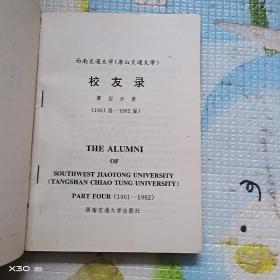 西南交通大学(唐山交通大学)
校友录
第四分册
(1961届—1962届)
THE ALUMNI
OF
SOUTHWEST JIAOTONG UNIVERSITY
(TANGSHAN CHIAO TUNG UNIVERSITY)
PART FOUR (1961—1962)
西南交通大学出版社
X30